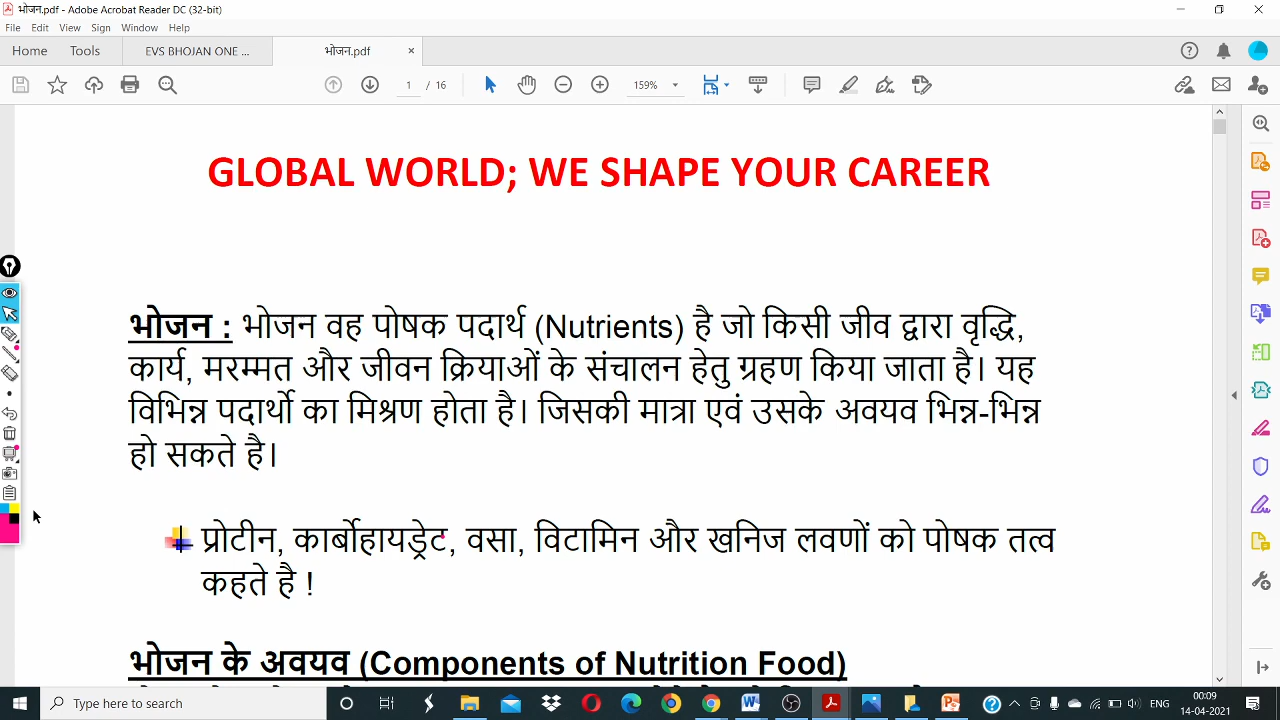 भोजन.pdf - Adobe Acrobat Reader DC (32-bit)
File Edit View Sign Window Help
Home Tools EVS BHOJAN ONE ... भोजन.pdf ×
1 / 16 159%
GLOBAL WORLD; WE SHAPE YOUR CAREER
भोजन : भोजन वह पोषक पदार्थ (Nutrients) है जो किसी जीव द्वारा वृद्धि,
कार्य, मरम्मत और जीवन क्रियाओं के संचालन हेतु ग्रहण किया जाता है। यह
विभिन्न पदार्थो का मिश्रण होता है। जिसकी मात्रा एवं उसके अवयव भिन्न-भिन्न
हो सकते है।
प्रोटीन, कार्बोहायड्रेट, वसा, विटामिन और खनिज लवणों को पोषक तत्व
कहते है !
भोजन के अवयव (Components of Nutrition Food)
Type here to search
ENG
00:09
14-04-2021